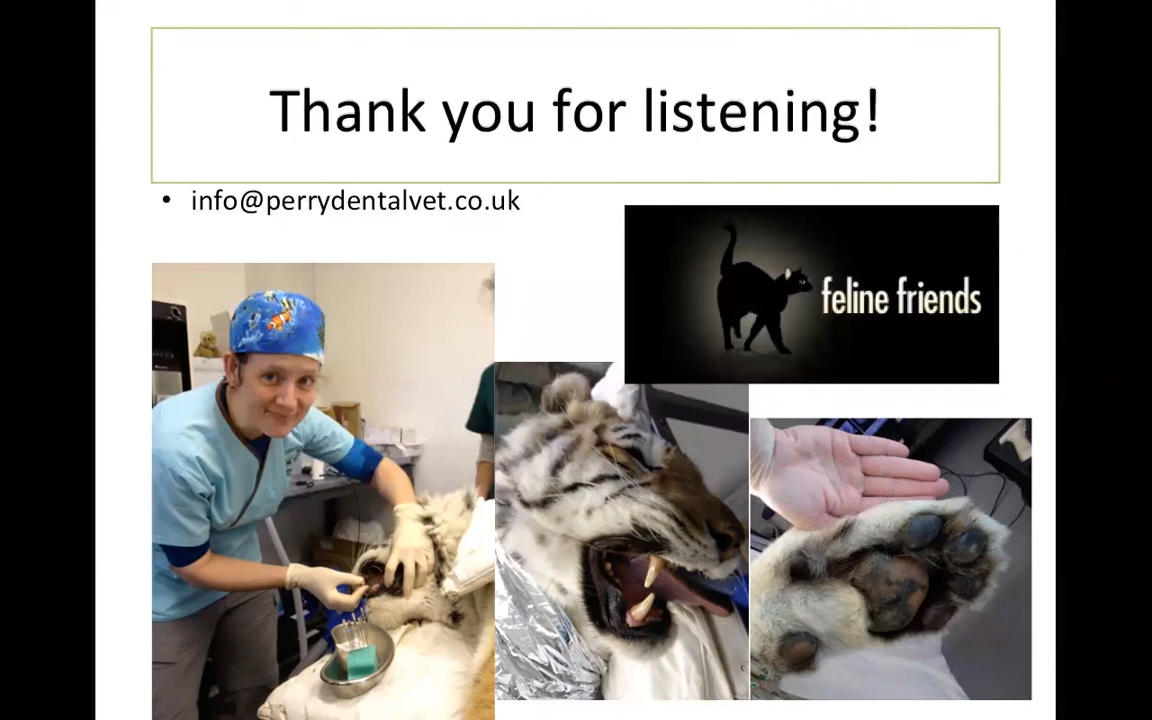 Thank you for listening!
• info@perrydentalvet.co.uk
feline friends